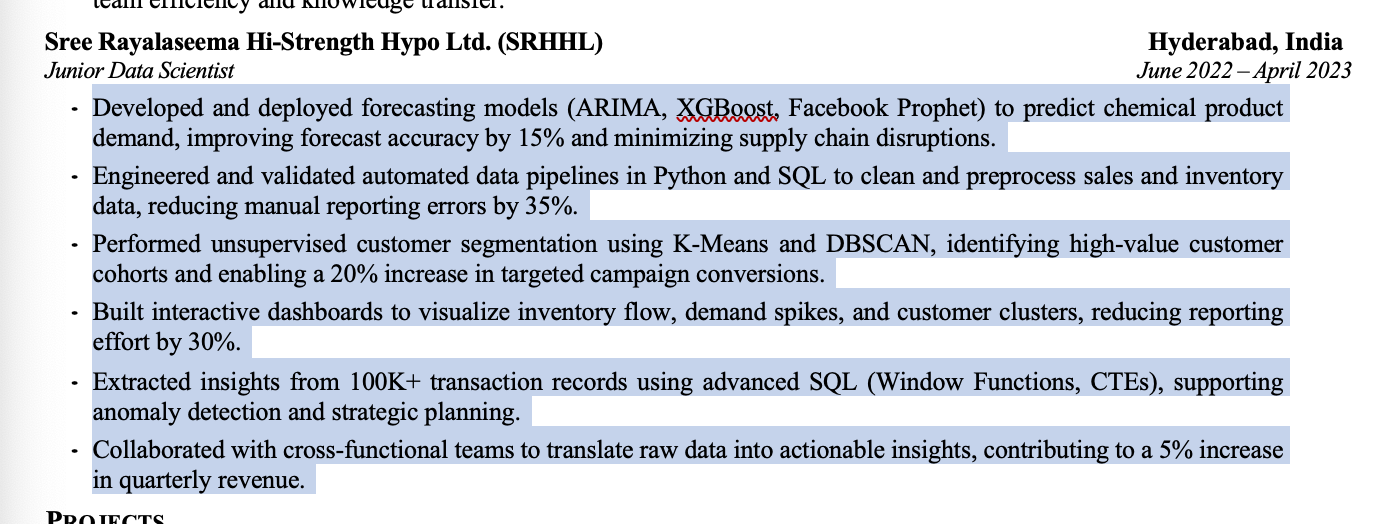 team efficiency and knowledge transfer.
Sree Rayalaseema Hi-Strength Hypo Ltd. (SRHHL) Hyderabad, India
Junior Data Scientist June 2022 – April 2023
· Developed and deployed forecasting models (ARIMA, XGBoost, Facebook Prophet) to predict chemical product
demand, improving forecast accuracy by 15% and minimizing supply chain disruptions.
· Engineered and validated automated data pipelines in Python and SQL to clean and preprocess sales and inventory
data, reducing manual reporting errors by 35%.
· Performed unsupervised customer segmentation using K-Means and DBSCAN, identifying high-value customer
cohorts and enabling a 20% increase in targeted campaign conversions.
· Built interactive dashboards to visualize inventory flow, demand spikes, and customer clusters, reducing reporting
effort by 30%.
· Extracted insights from 100K+ transaction records using advanced SQL (Window Functions, CTEs), supporting
anomaly detection and strategic planning.
· Collaborated with cross-functional teams to translate raw data into actionable insights, contributing to a 5% increase
in quarterly revenue.
PROJECTS